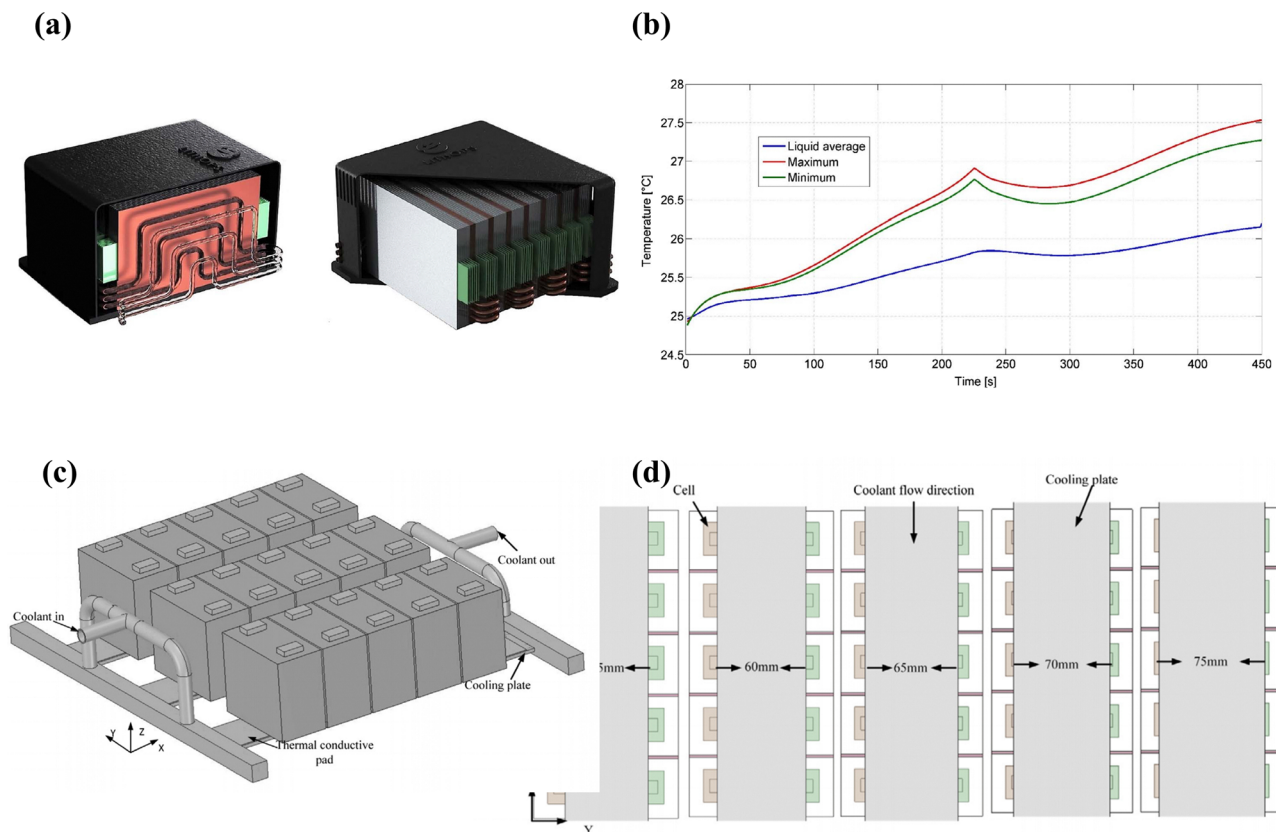 (a)
(b)
28
27.5
27
26.5
26
25.5
25
24.5
Temperature [°C]
Liquid average
Maximum
Minimum
0
50
100
150
200
250
300
350
400
450
Time [s]
(c)
Coolant out
Coolant in
Cooling plate
Thermal conductive
pad
Y
Z
X
(d)
Cell
Coolant flow direction
Cooling plate
5mm
60mm
65mm
70mm
75mm
Y